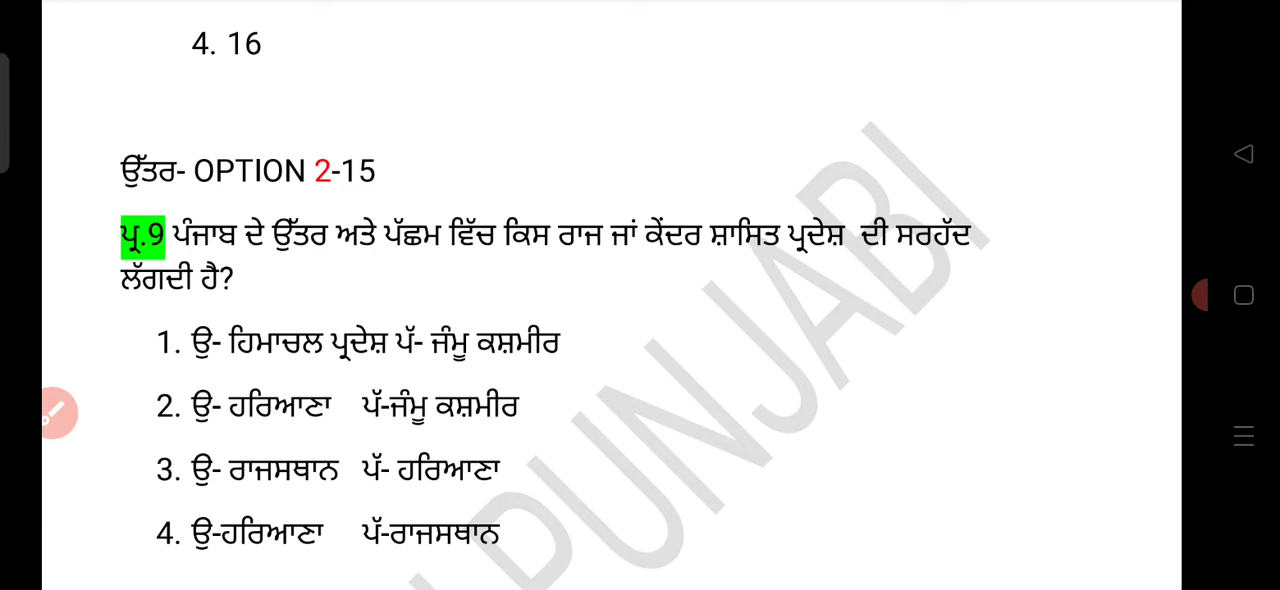 4. 16
ਉੱਤਰ- OPTION 2-15
ਪ੍ਰ.9 ਪੰਜਾਬ ਦੇ ਉੱਤਰ ਅਤੇ ਪੱਛਮ ਵਿੱਚ ਕਿਸ ਰਾਜ ਜਾਂ ਕੇਂਦਰ ਸ਼ਾਸਿਤ ਪ੍ਰਦੇਸ਼ ਦੀ ਸਰਹੱਦ
ਲੱਗਦੀ ਹੈ?
1. ਉ- ਹਿਮਾਚਲ ਪ੍ਰਦੇਸ਼ ਪੱ- ਜੰਮੂ ਕਸ਼ਮੀਰ
2. ਉ- ਹਰਿਆਣਾ ਪੱ-ਜੰਮੂ ਕਸ਼ਮੀਰ
3. ਉ- ਰਾਜਸਥਾਨ ਪੱ- ਹਰਿਆਣਾ
4. ਉ-ਹਰਿਆਣਾ ਪੱ-ਰਾਜਸਥਾਨ
PUNJABI